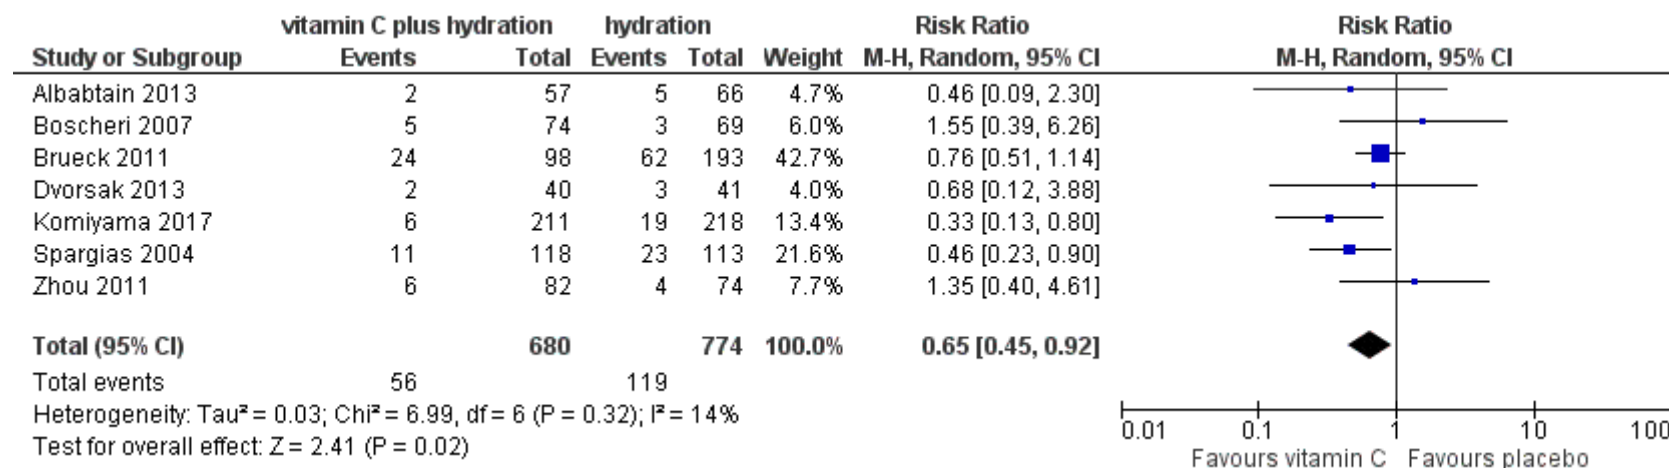 vitamin C plus hydration hydration Risk Ratio Risk Ratio
Study or Subgroup Events Total Events Total Weight M-H, Random, 95% CI M-H, Random, 95% CI
Albabtain 2013 2 57 5 66 4.7% 0.46 [0.09, 2.30]
Boscheri 2007 5 74 3 69 6.0% 1.55 [0.39, 6.26]
Brueck 2011 24 98 62 193 42.7% 0.76 [0.51, 1.14]
Dvorsak 2013 2 40 3 41 4.0% 0.68 [0.12, 3.88]
Komiyama 2017 6 211 19 218 13.4% 0.33 [0.13, 0.80]
Spargias 2004 11 118 23 113 21.6% 0.46 [0.23, 0.90]
Zhou 2011 6 82 4 74 7.7% 1.35 [0.40, 4.61]
Total (95% CI) 680 774 100.0% 0.65 [0.45, 0.92]
Total events 56 119
Heterogeneity: Tau² = 0.03; Chi² = 6.99, df = 6 (P = 0.32); I² = 14%
Test for overall effect: Z = 2.41 (P = 0.02)
0.01 0.1 1 10 100
Favours vitamin C Favours placebo